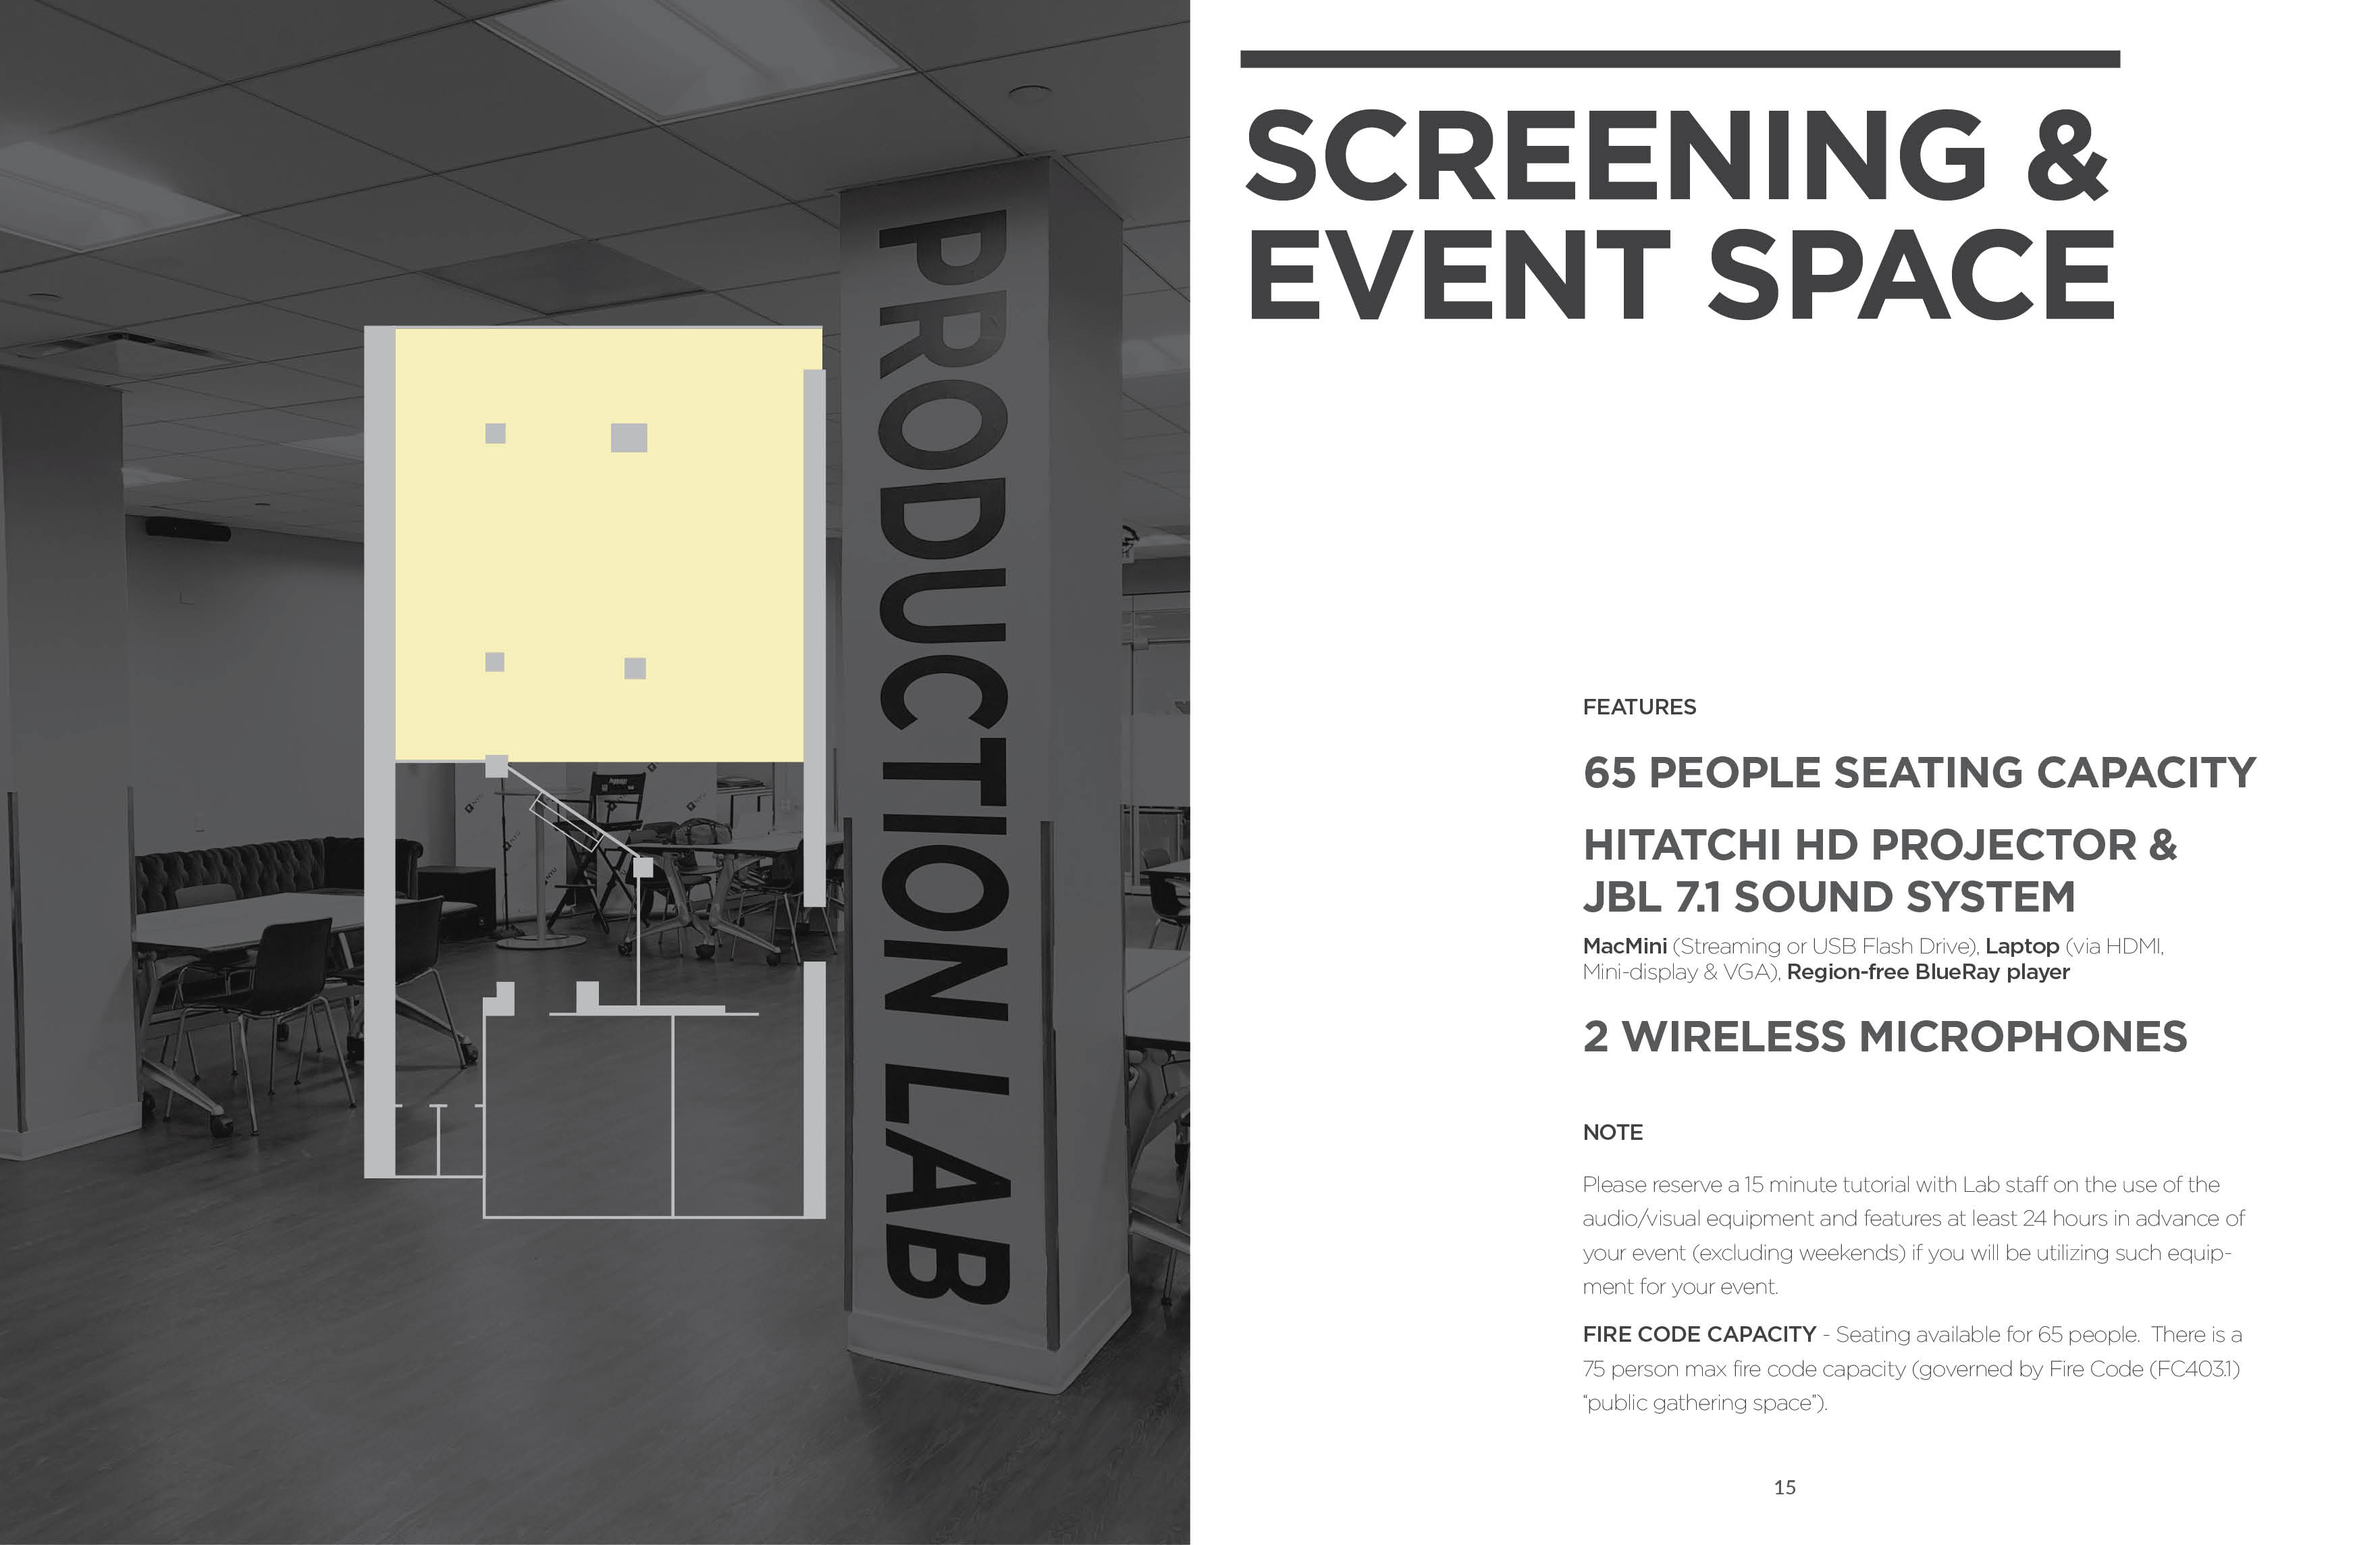 PRODUCTION LAB
NYU
NYU
NYU
NYU
SCREENING &
EVENT SPACE
FEATURES
65 PEOPLE SEATING CAPACITY
HITATCHI HD PROJECTOR &
JBL 7.1 SOUND SYSTEM
MacMini (Streaming or USB Flash Drive), Laptop (via HDMI,
Mini-display & VGA), Region-free BlueRay player
2 WIRELESS MICROPHONES
NOTE
Please reserve a 15 minute tutorial with Lab staff on the use of the
audio/visual equipment and features at least 24 hours in advance of
your event (excluding weekends) if you will be utilizing such equip-
ment for your event.
FIRE CODE CAPACITY - Seating available for 65 people.  There is a
75 person max fire code capacity (governed by Fire Code (FC403.1)
“public gathering space”).
15